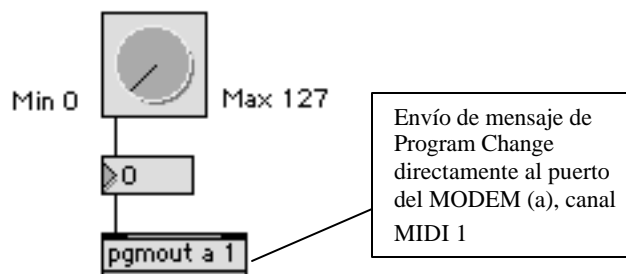 Min 0
Max 127
0
pgmout a 1
Envío de mensaje de
Program Change
directamente al puerto
del MODEM (a), canal
MIDI 1